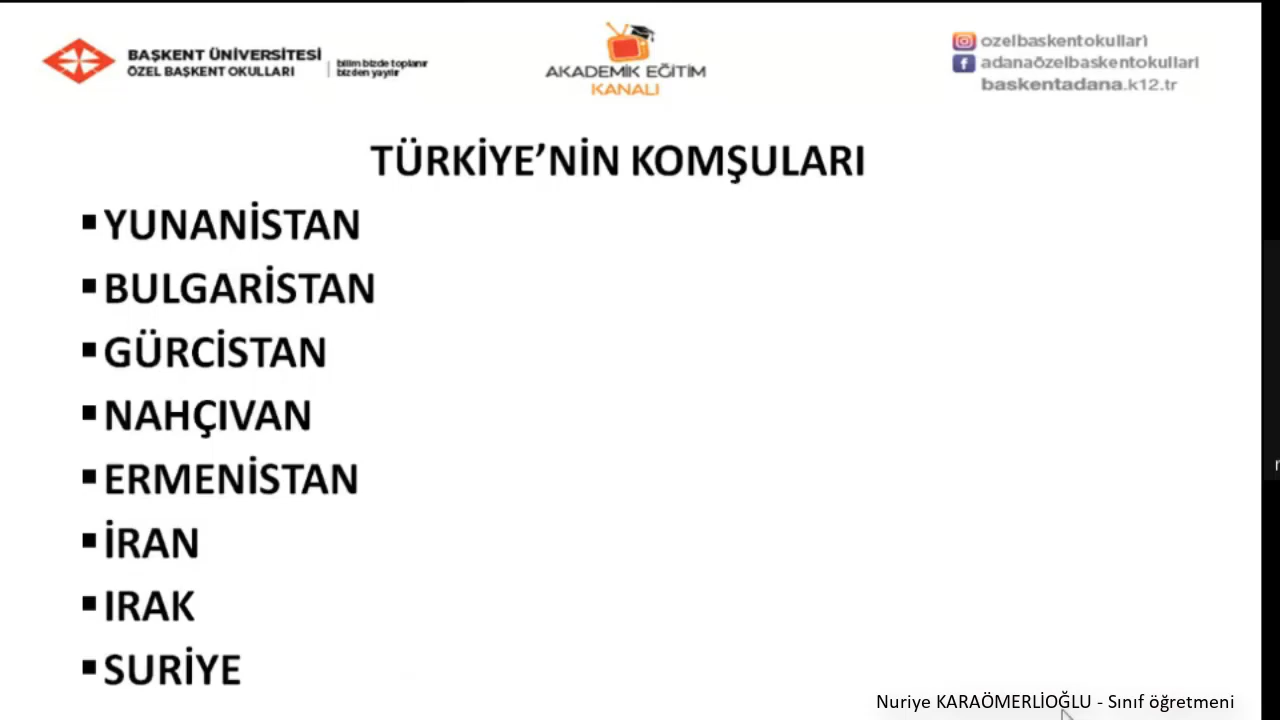 BAŞKENT ÜNİVERSİTESİ
ÖZEL BAŞKENT OKULLARI
bilim bizde toplanır
bizden yayılır
AKADEMİK EĞİTİM
KANALI
ozelbaskentokullari
adanaözelbaskentokullari
baskentadana.k12.tr
TÜRKİYE’NİN KOMŞULARI
▪YUNANİSTAN
▪BULGARİSTAN
▪GÜRCİSTAN
▪NAHÇIVAN
▪ERMENİSTAN
▪İRAN
▪IRAK
▪SURİYE
Nuriye KARAÖMERLİOĞLU - Sınıf öğretmeni